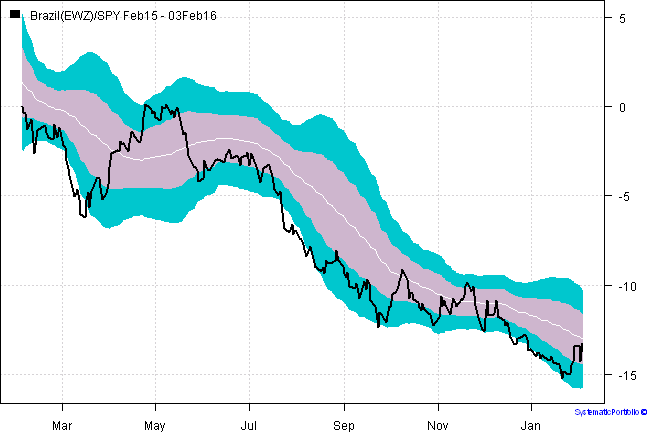 Brazil(EWZ)/SPY Feb15 - 03Feb16
5
0
-5
-10
-15
Mar May Jul Sep Nov Jan
SystematicPortfolio ©